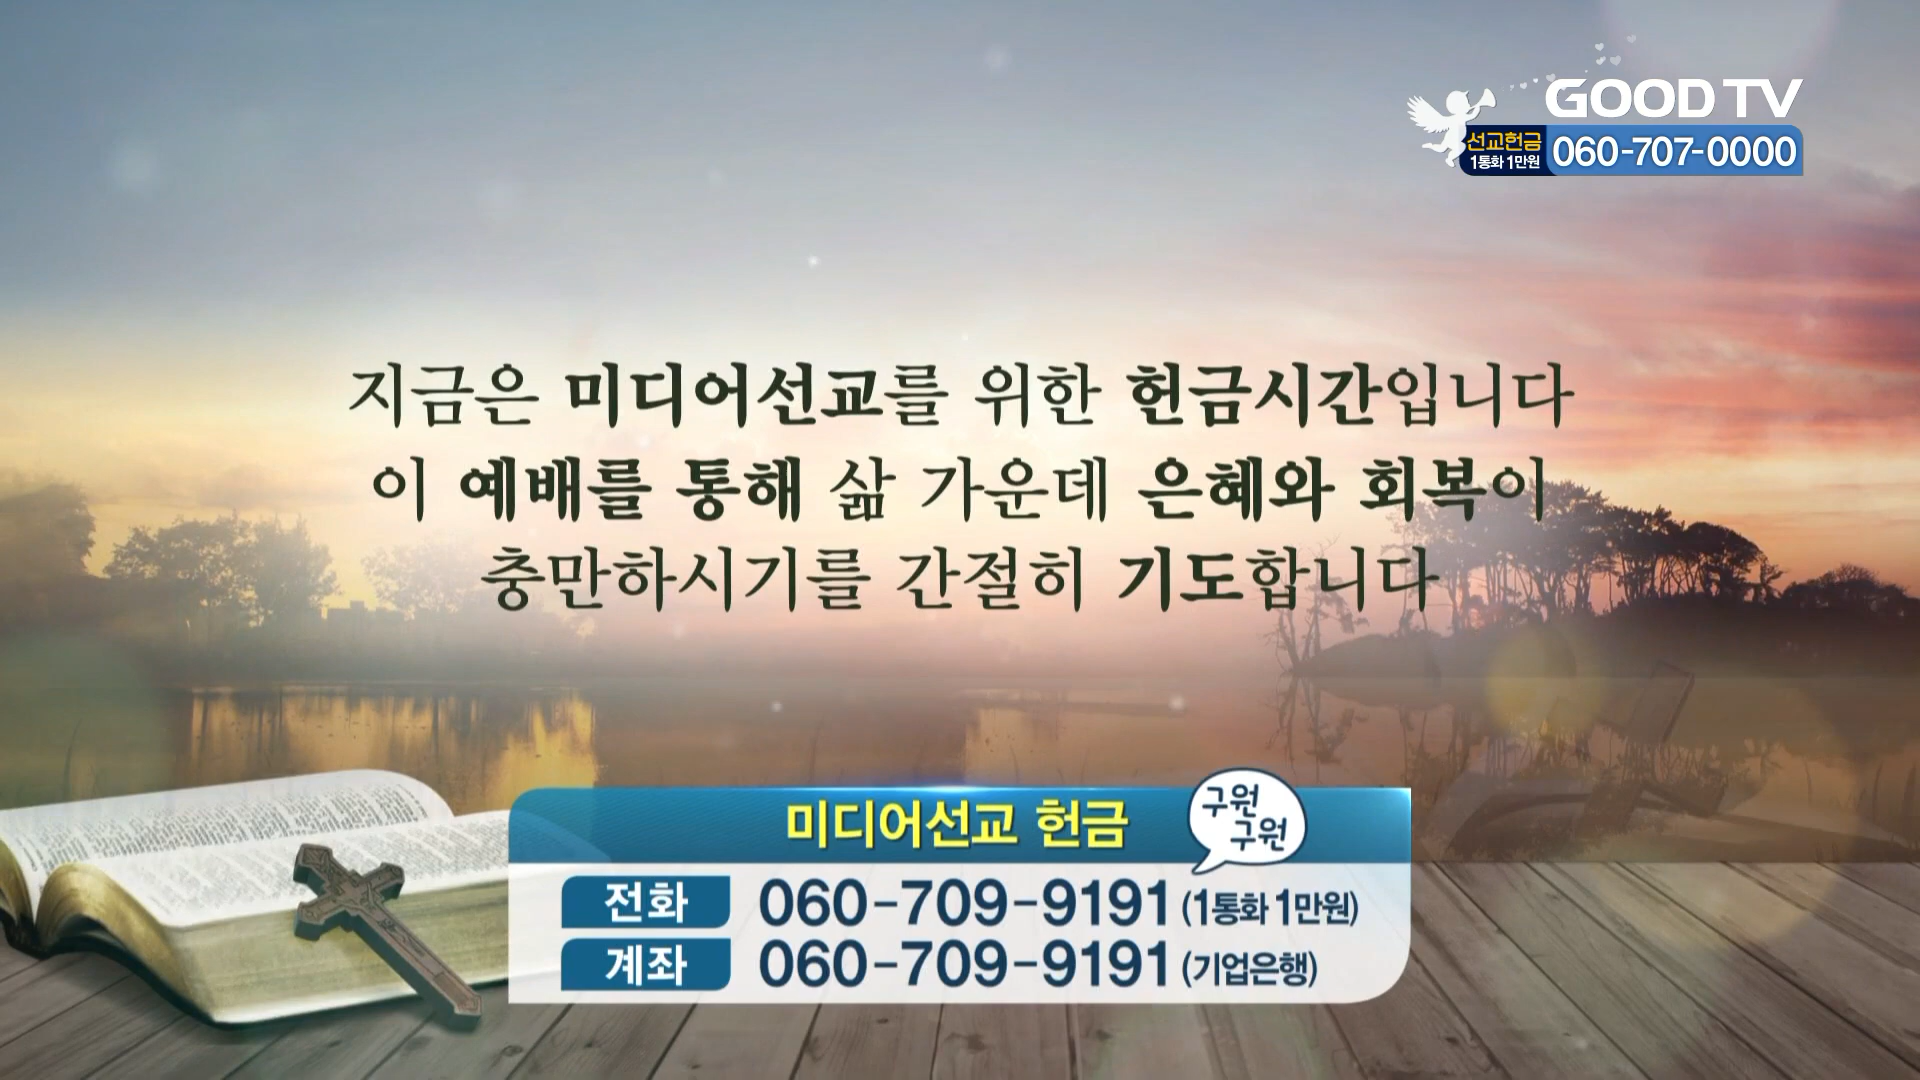 GOOD TV
선교헌금
1통화 1만원
060-707-0000
지금은 미디어선교를 위한 헌금시간입니다
이 예배를 통해 삶 가운데 은혜와 회복이
충만하시기를 간절히 기도합니다
미디어선교 헌금
구원
구원
전화 060-709-9191 (1통화 1만원)
계좌 060-709-9191 (기업은행)